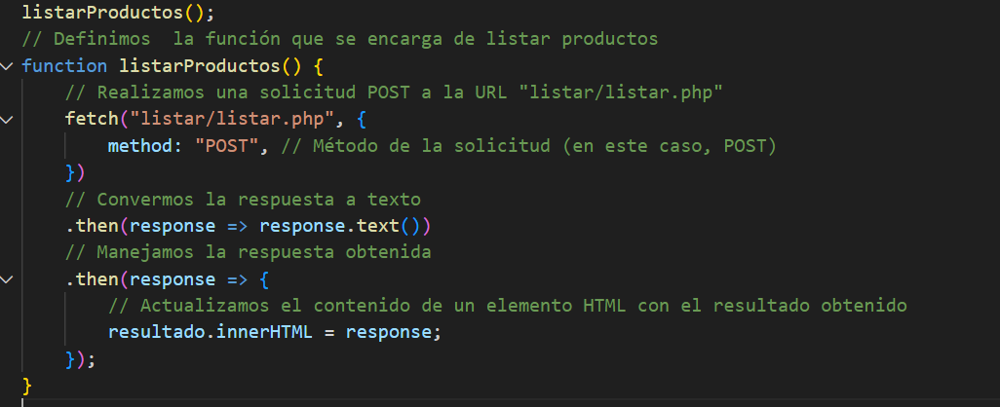 listarProductos();
// Definimos  la función que se encarga de listar productos
function listarProductos() {
// Realizamos una solicitud POST a la URL "listar/listar.php"
fetch("listar/listar.php", {
method: "POST", // Método de la solicitud (en este caso, POST)
})
// Convermos la respuesta a texto
.then(response => response.text())
// Manejamos la respuesta obtenida
.then(response => {
// Actualizamos el contenido de un elemento HTML con el resultado obtenido
resultado.innerHTML = response;
});
}